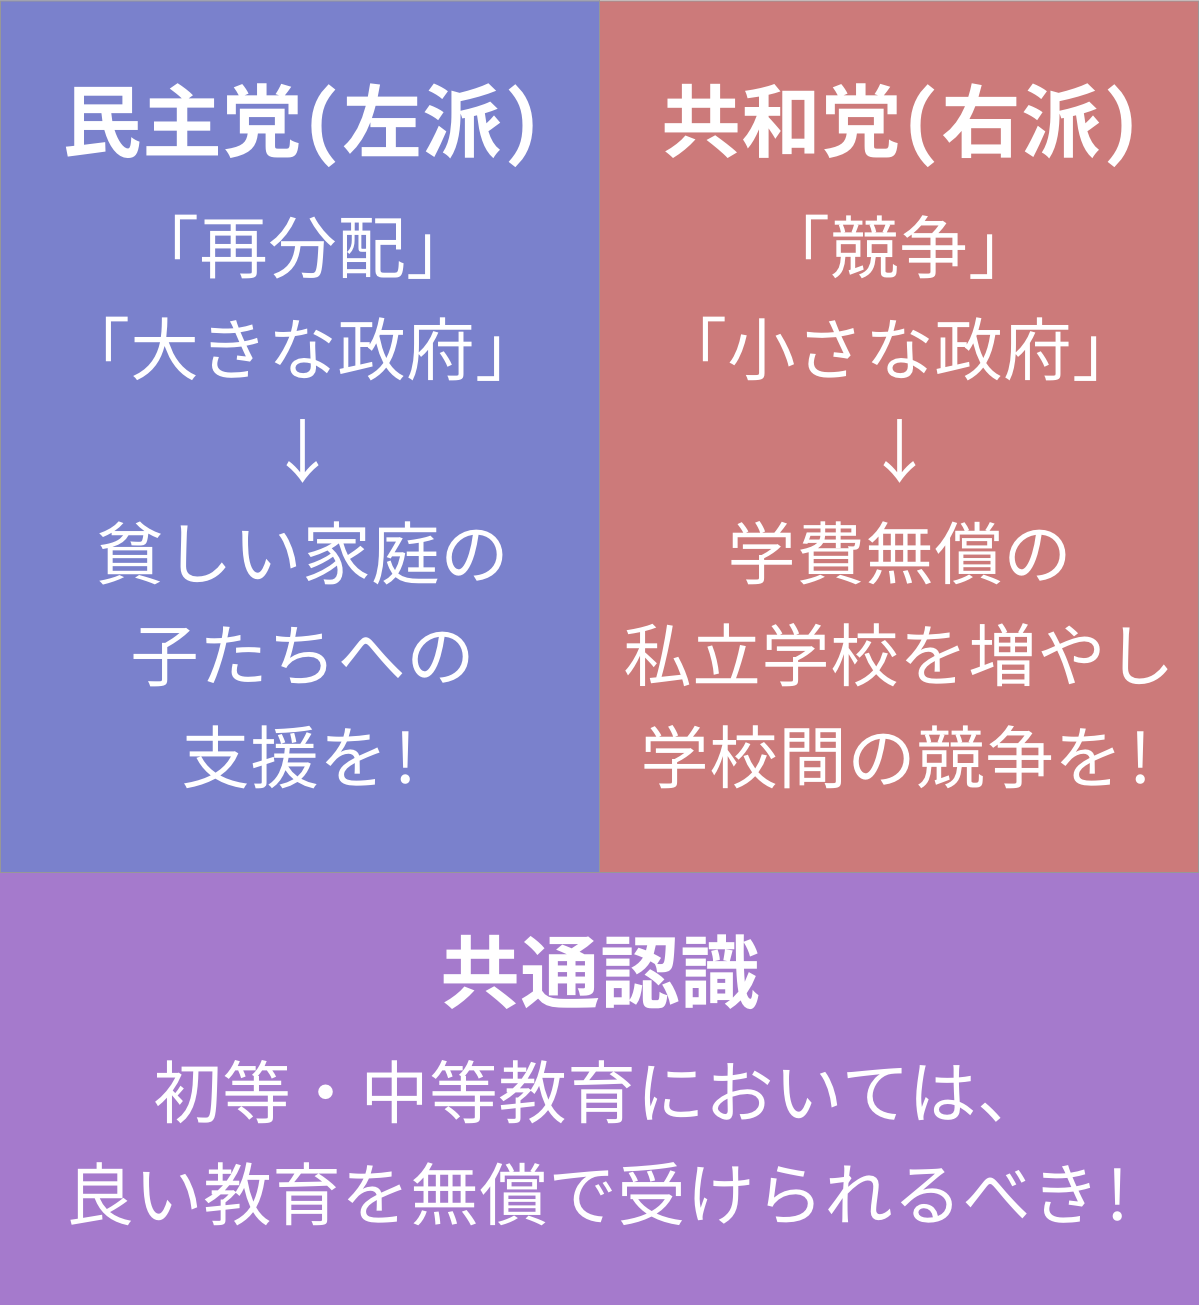 民主党(左派)
「再分配」
「大きな政府」
↓
貧しい家庭の
子たちへの
支援を!
共和党(右派)
「競争」
「小さな政府」
↓
学費無償の
私立学校を増やし
学校間の競争を!
共通認識
初等・中等教育においては、
良い教育を無償で受けられるべき!